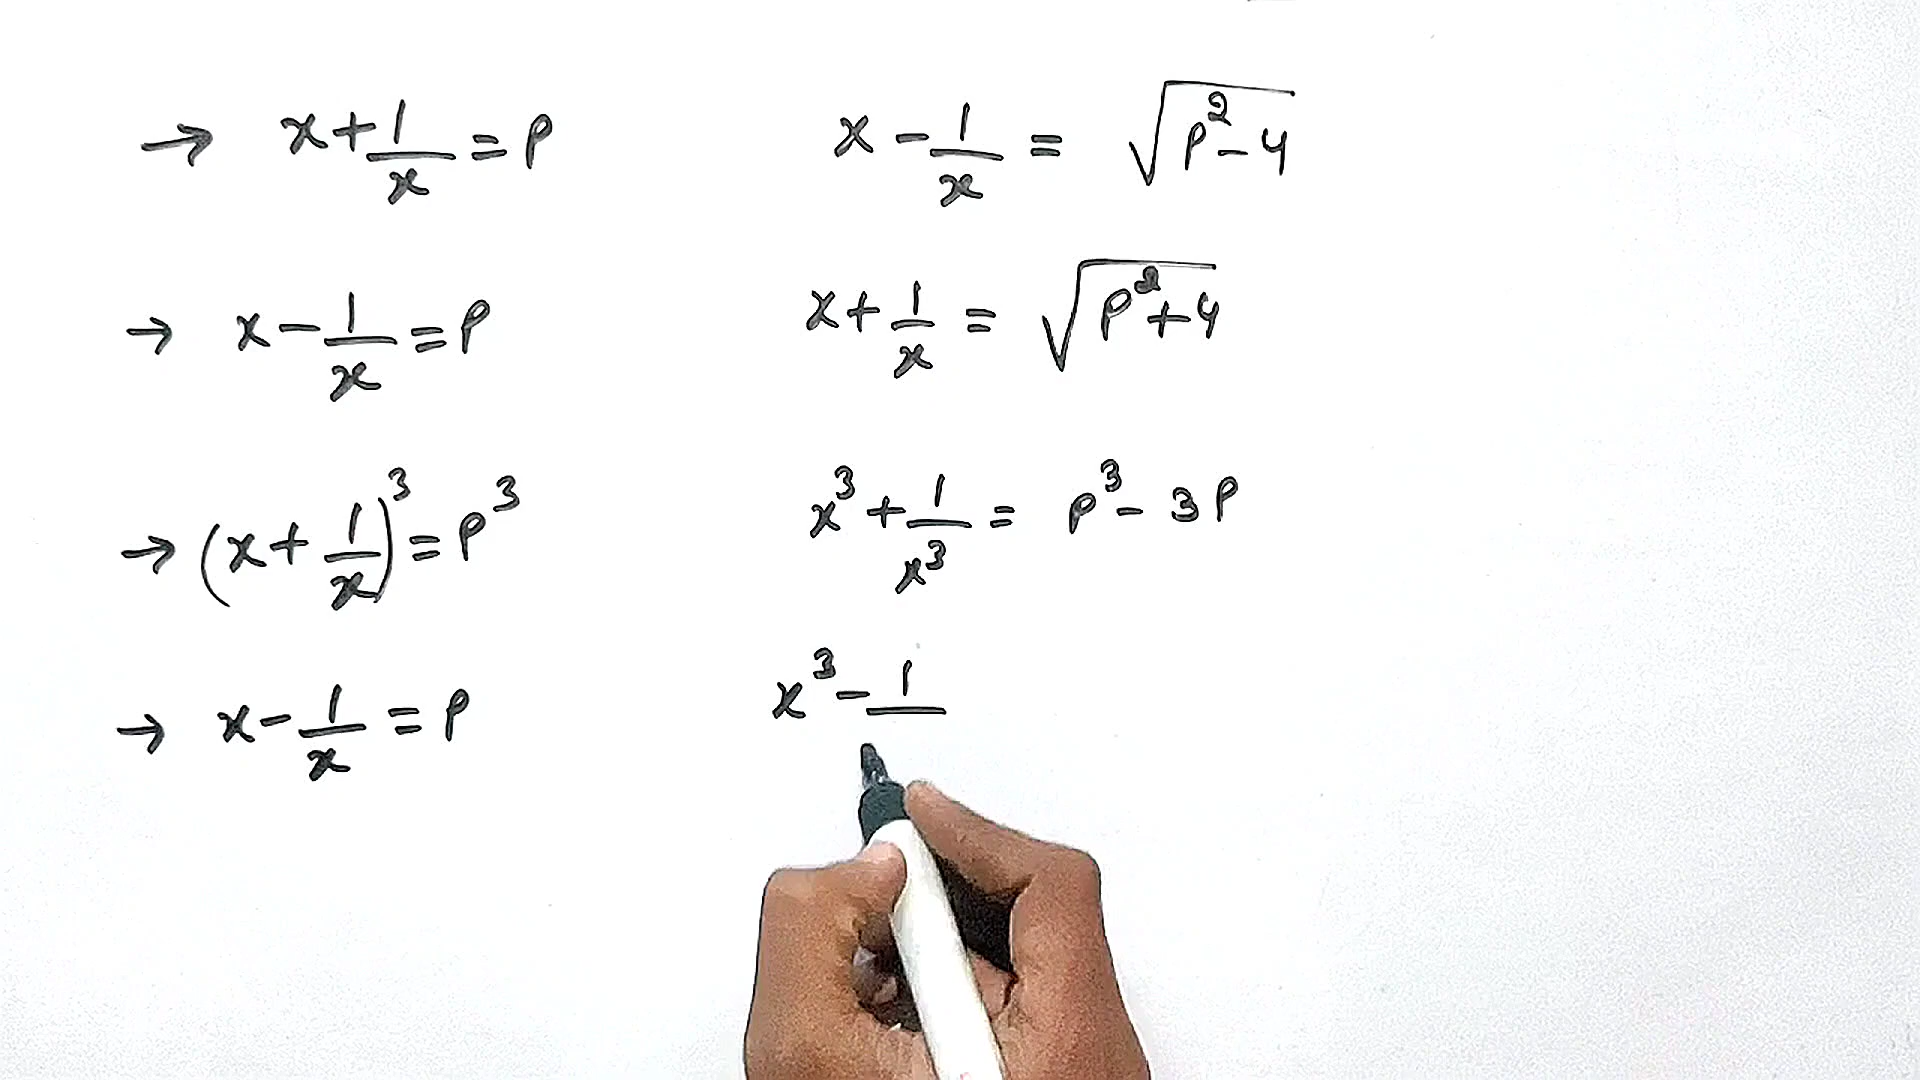 → x + 1/x = P    x - 1/x = √(P² - 4)
→ x - 1/x = P    x + 1/x = √(P² + 4)
→ (x + 1/x)³ = P³    x³ + 1/x³ = P³ - 3P
→ x - 1/x = P    x³ - 1/